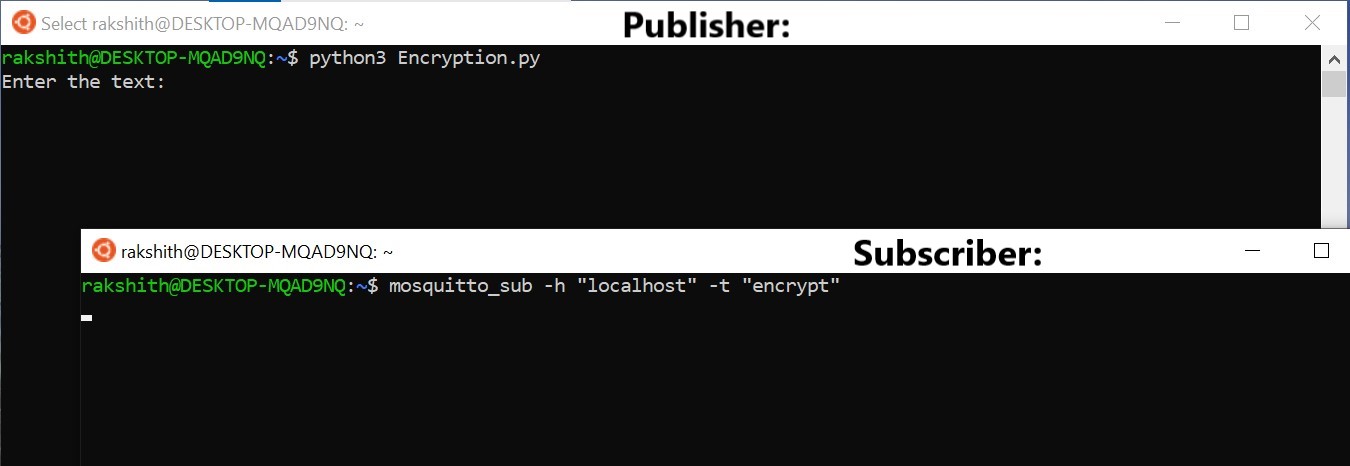 Select rakshith@DESKTOP-MQAD9NQ: ~
Publisher:
rakshith@DESKTOP-MQAD9NQ:~$ python3 Encryption.py
Enter the text:
rakshith@DESKTOP-MQAD9NQ: ~
Subscriber:
rakshith@DESKTOP-MQAD9NQ:~$ mosquitto_sub -h "localhost" -t "encrypt"